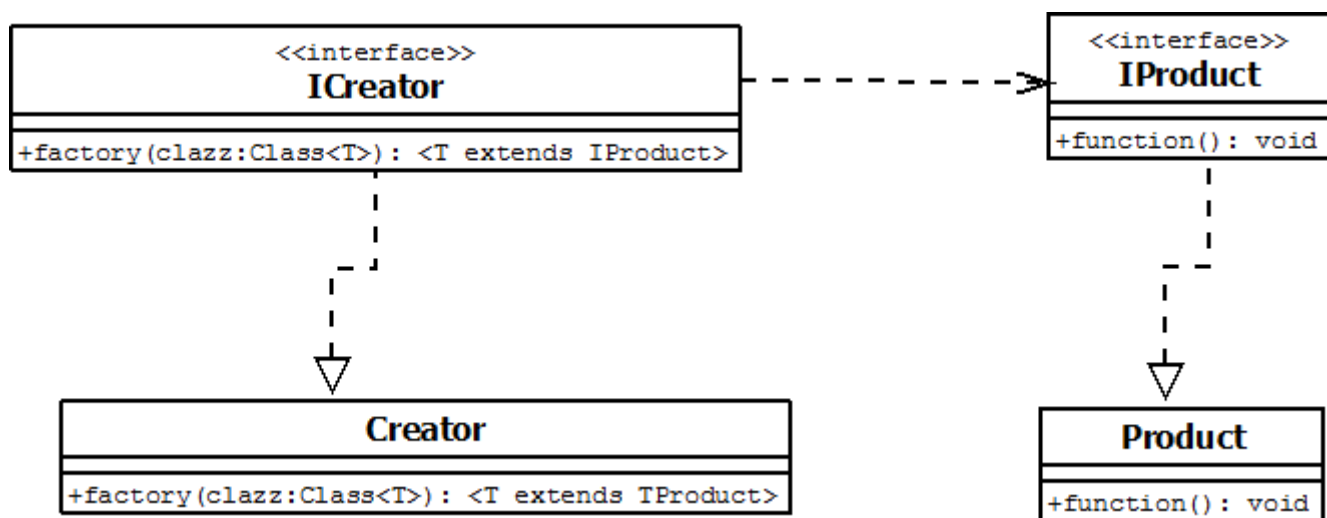 <<interface>>
ICreator
+factory(clazz:Class<T>): <T extends IProduct>
<<interface>>
IProduct
+function(): void
Creator
+factory(clazz:Class<T>): <T extends TProduct>
Product
+function(): void